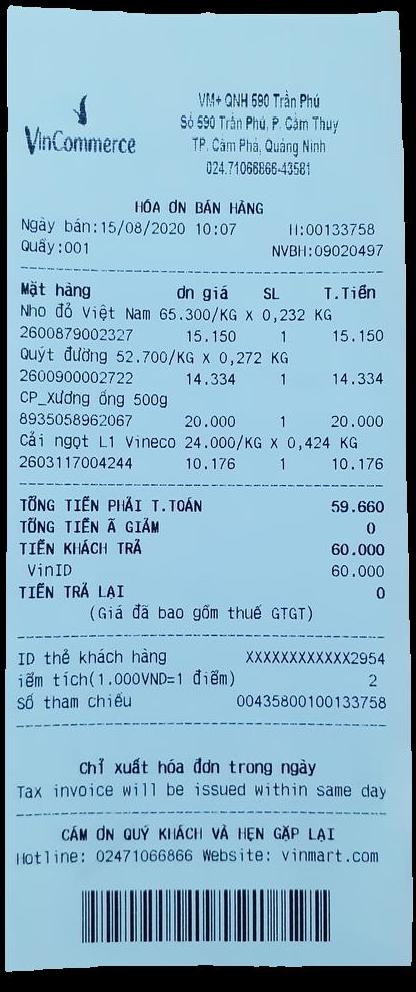 VinCommerce
VM+ QNH 590 Trần Phú
Số 590 Trần Phú, P. Cẩm Thuỷ
TP. Cẩm Phả, Quảng Ninh
024.71066866-43581
HÓA ƠN BÁN HÀNG
Ngày bán:15/08/2020 10:07 H:00133758
Quầy:001 NVBH:09020497
Mặt hàng ơn giá SL T.Tiền
Nho đỏ Việt Nam 65.300/KG X 0,232 KG
2600879002327 15.150 1 15.150
Quýt đường 52.700/KG X 0,272 KG
2600900002722 14.334 1 14.334
CP_Xương ống 500g
8935058962067 20.000 1 20.000
Cải ngọt L1 Vineco 24.000/KG X 0,424 KG
2603117004244 10.176 1 10.176
TỔNG TIỀN PHẢI T.TOÁN 59.660
TỔNG TIỀN Ã GIẢM 0
TIỀN KHÁCH TRẢ 60.000
VinID 60.000
TIỀN TRẢ LẠI 0
(Giá đã bao gồm thuế GTGT)
ID thẻ khách hàng XXXXXXXXXXXX2954
iểm tích(1.000VND=1 điểm) 2
Số tham chiếu 00435800100133758
Chỉ xuất hóa đơn trong ngày
Tax invoice will be issued within same day
CẢM ƠN QUÝ KHÁCH VÀ HẸN GẶP LẠI
Hotline: 02471066866 Website: vinmart.com